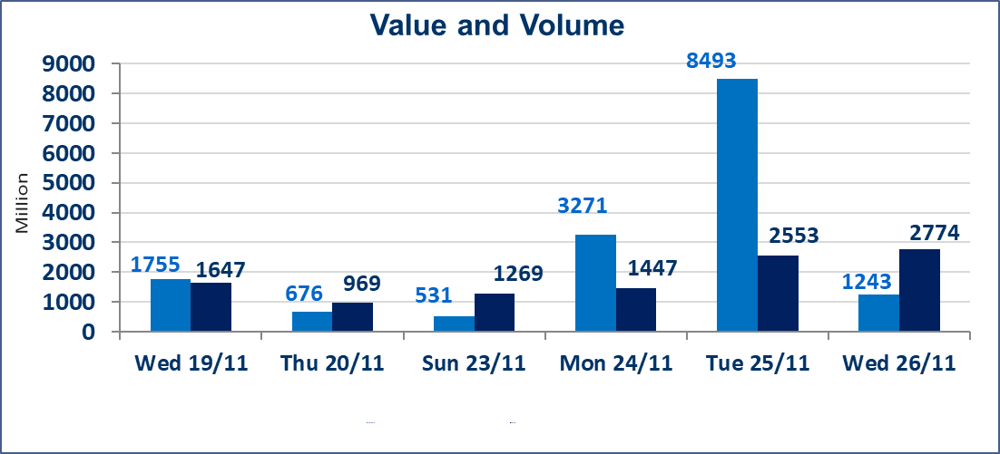 Value and Volume
9000
8000
7000
6000
5000
4000
3000
2000
1000
0
Million
1755
1647
676
969
531
1269
3271
1447
8493
2553
1243
2774
Wed 19/11
Thu 20/11
Sun 23/11
Mon 24/11
Tue 25/11
Wed 26/11